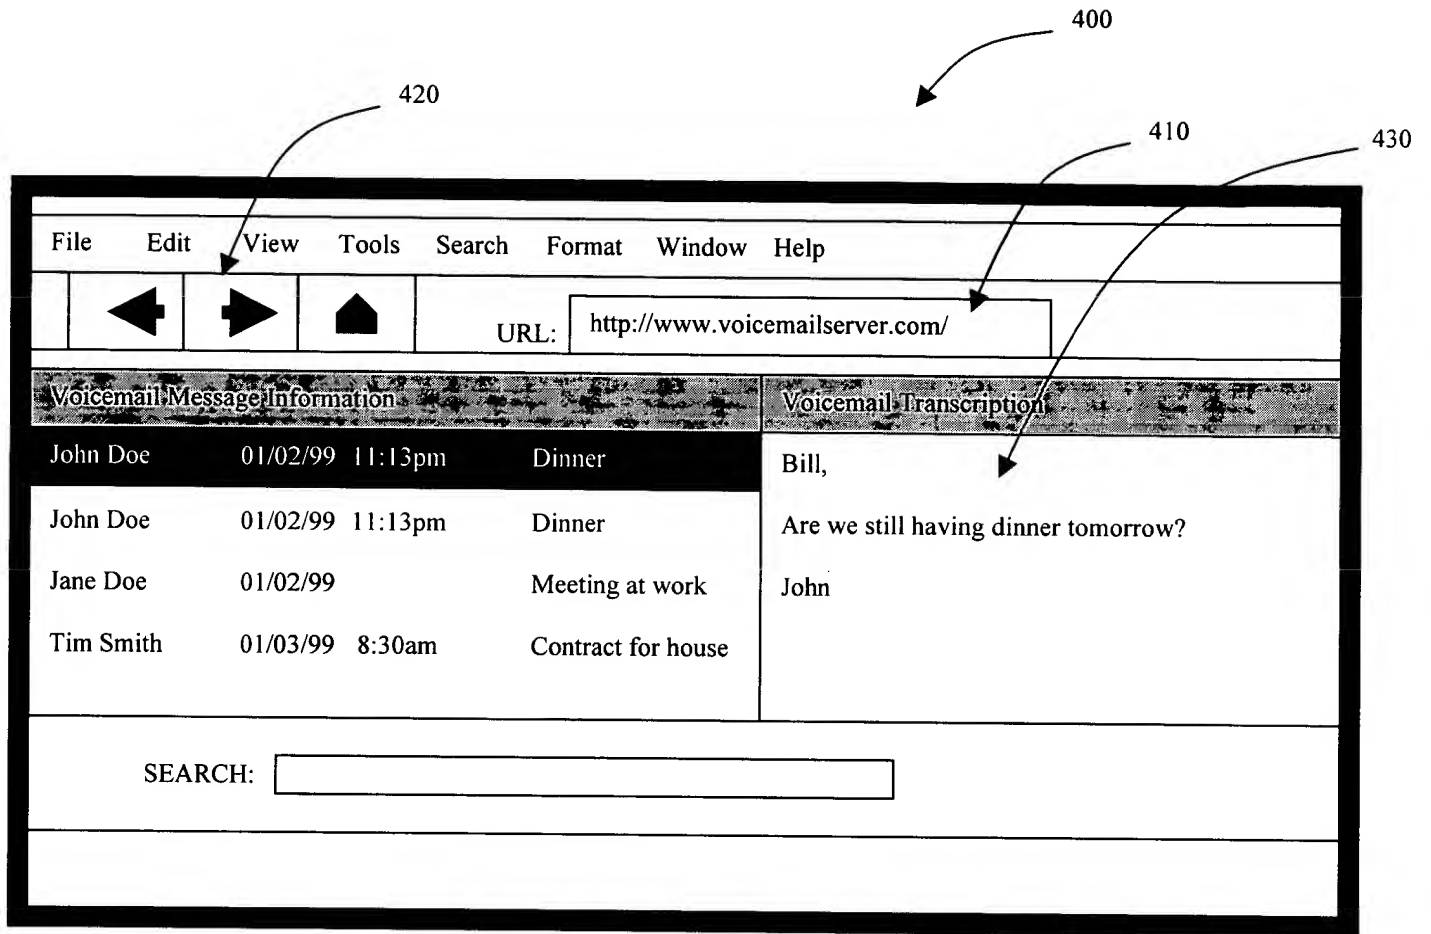 400
420
410
430
File Edit View Tools Search Format Window Help
URL: http://www.voicemailserver.com/
Voicemail Message Information
Voicemail Transcription
John Doe 01/02/99 11:13pm Dinner
John Doe 01/02/99 11:13pm Dinner
Jane Doe 01/02/99 Meeting at work
Tim Smith 01/03/99 8:30am Contract for house
Bill,
Are we still having dinner tomorrow?
John
SEARCH: